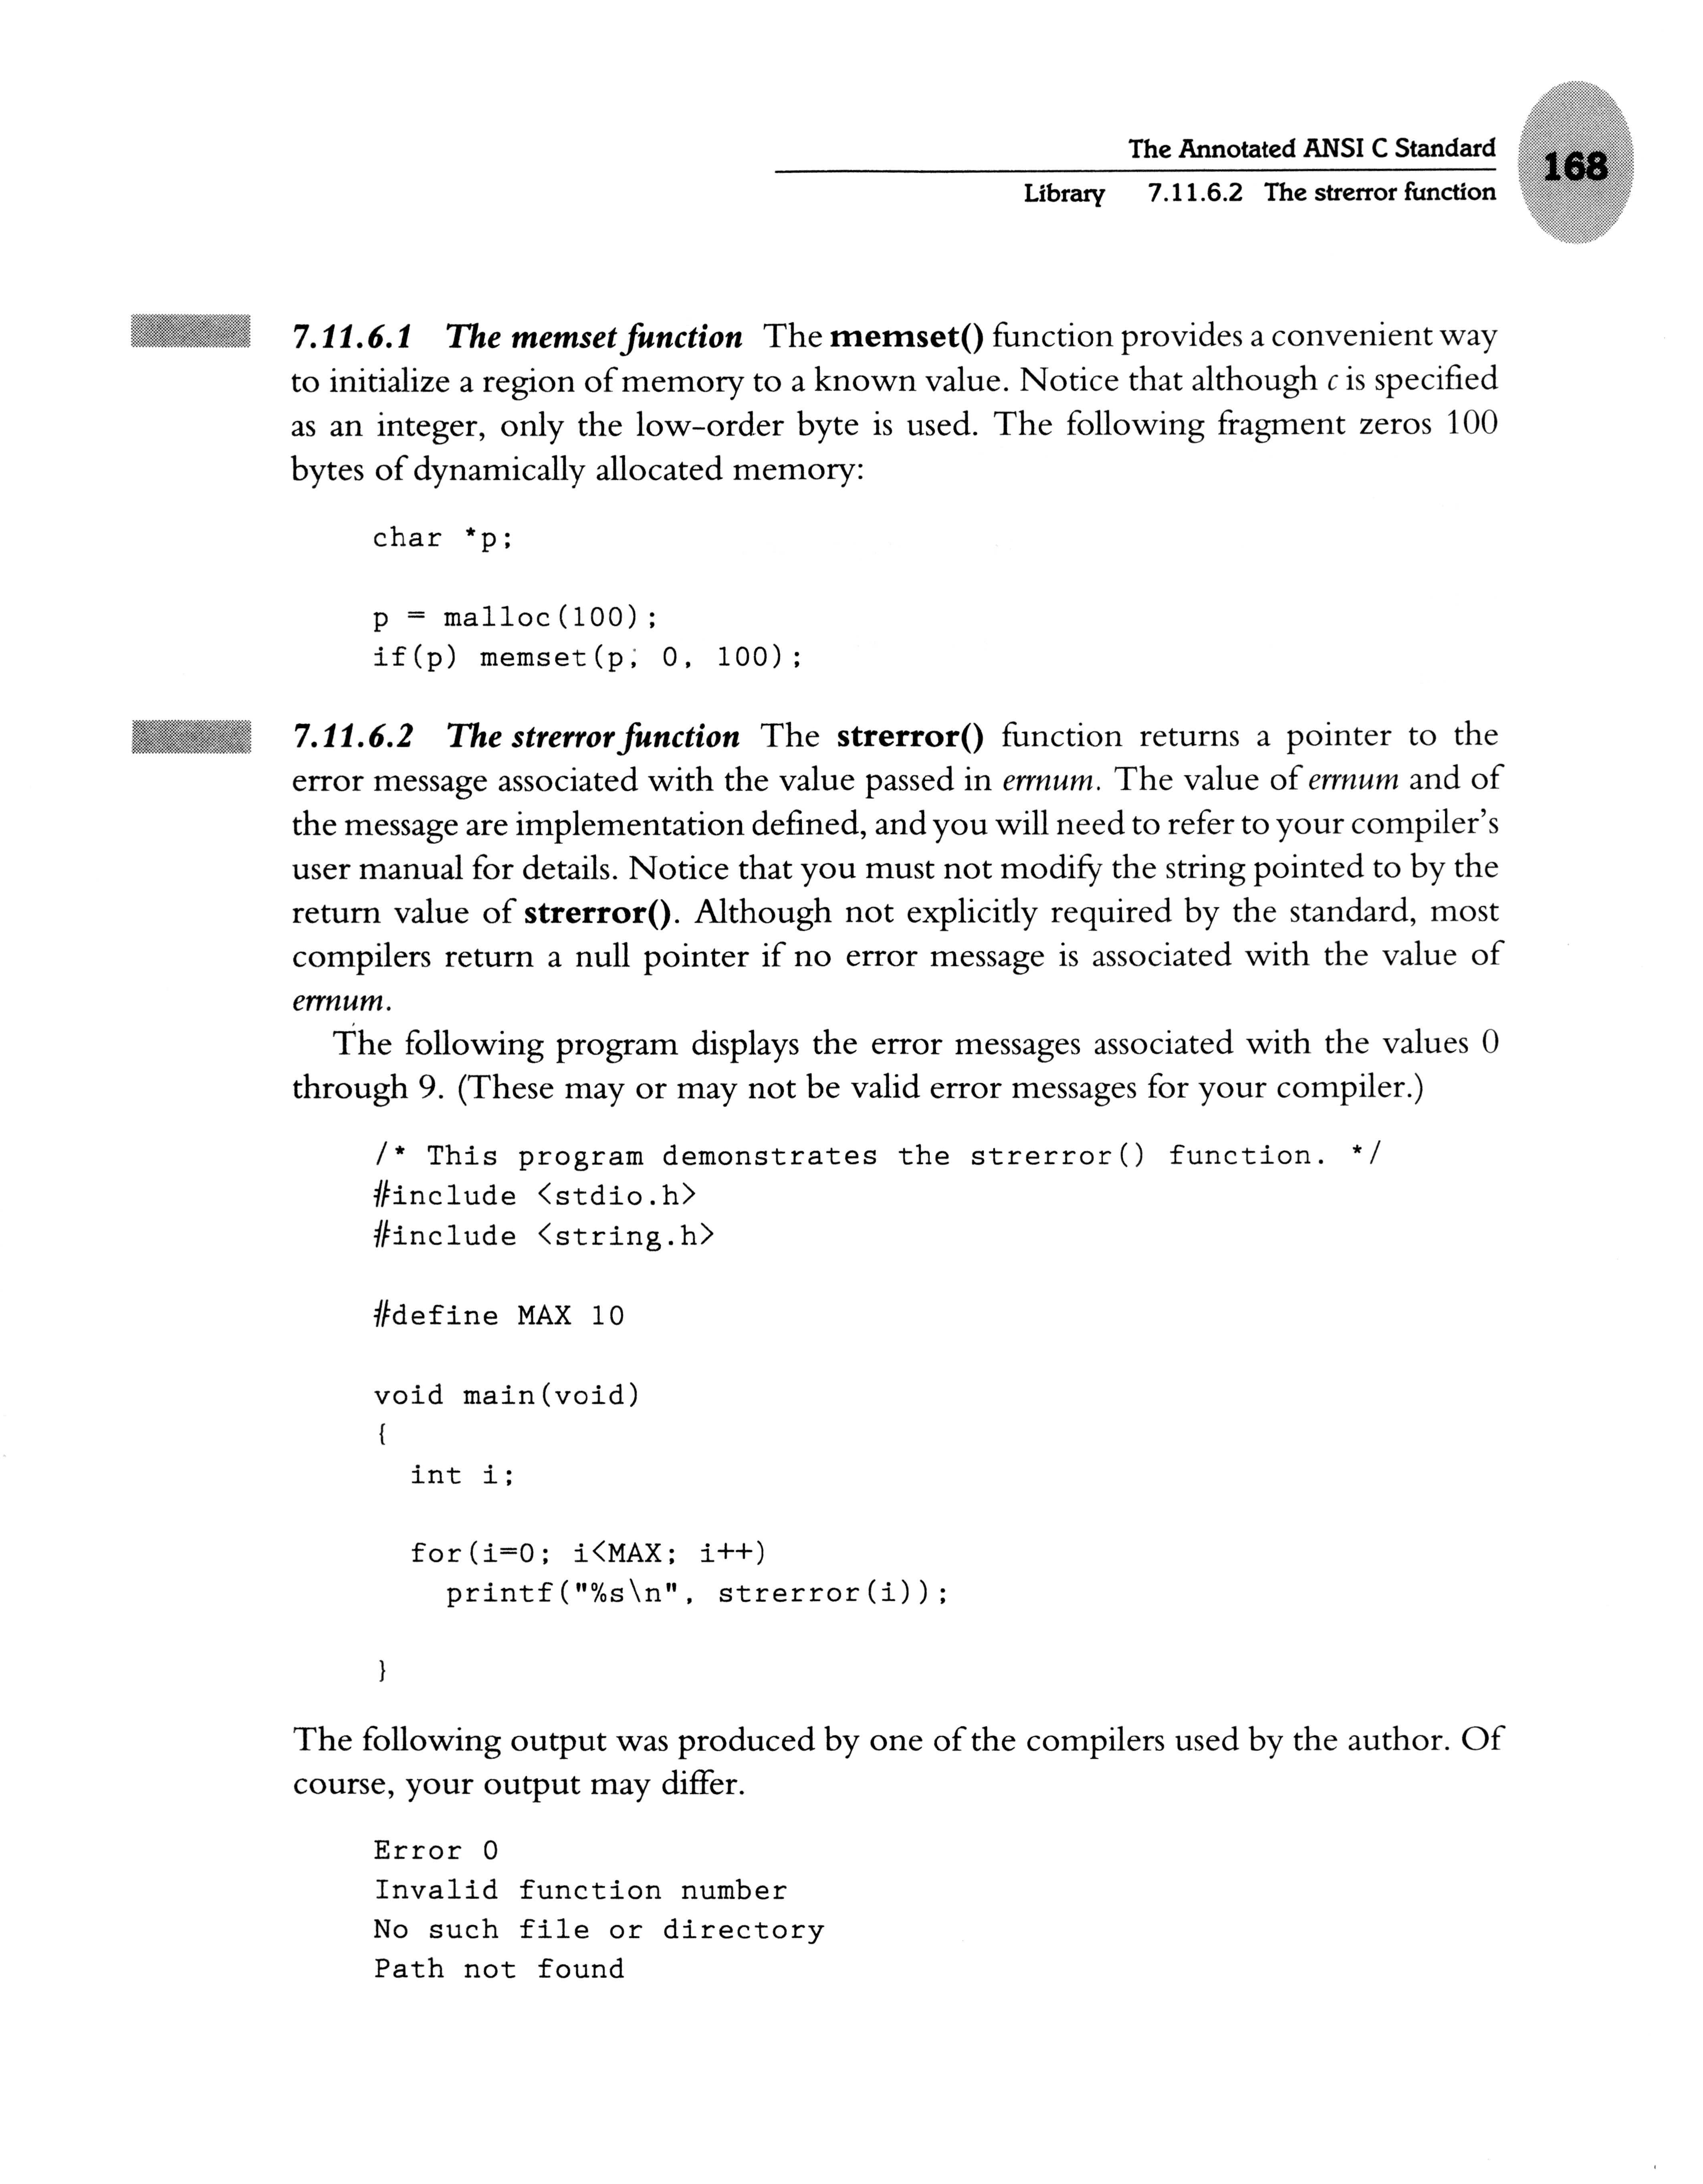 The Annotated ANSI C Standard
168
Library 7.11.6.2 The strerror function
7.11.6.1 The memset function The memset() function provides a convenient way
to initialize a region of memory to a known value. Notice that although c is specified
as an integer, only the low-order byte is used. The following fragment zeros 100
bytes of dynamically allocated memory:
char *p;
p = malloc(100);
if(p) memset(p, 0, 100);
7.11.6.2 The strerror function The strerror() function returns a pointer to the
error message associated with the value passed in errnum. The value of errnum and of
the message are implementation defined, and you will need to refer to your compiler's
user manual for details. Notice that you must not modify the string pointed to by the
return value of strerror(). Although not explicitly required by the standard, most
compilers return a null pointer if no error message is associated with the value of
errnum.
The following program displays the error messages associated with the values 0
through 9. (These may or may not be valid error messages for your compiler.)
/* This program demonstrates the strerror() function. */
#include <stdio.h>
#include <string.h>
#define MAX 10
void main(void)
{
int i;
for(i=0; i<MAX; i++)
printf("%s\n", strerror(i));
}
The following output was produced by one of the compilers used by the author. Of
course, your output may differ.
Error 0
Invalid function number
No such file or directory
Path not found